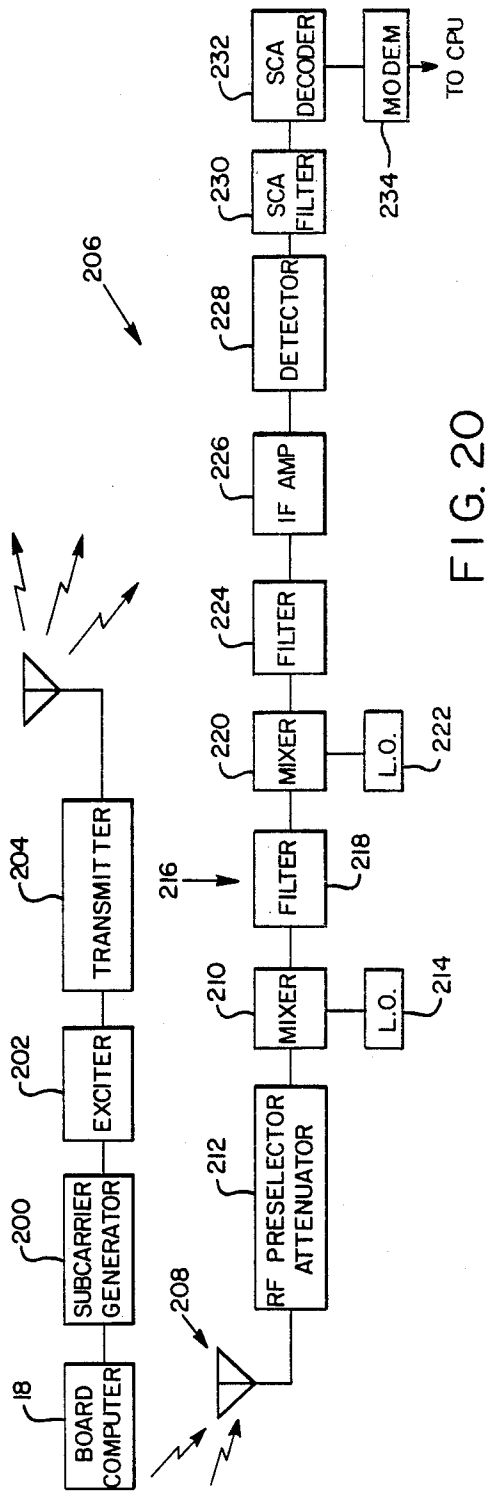 18
BOARD
COMPUTER
200
SUBCARRIER
GENERATOR
202
EXCITER
204
TRANSMITTER
206
208
212
RF PRESELECTOR
ATTENUATOR
210
MIXER
L.O.
214
216
FILTER
218
220
MIXER
L.O.
222
224
FILTER
226
IF AMP
228
DETECTOR
230
SCA
FILTER
232
SCA
DECODER
MODEM
234
TO CPU
FIG. 20